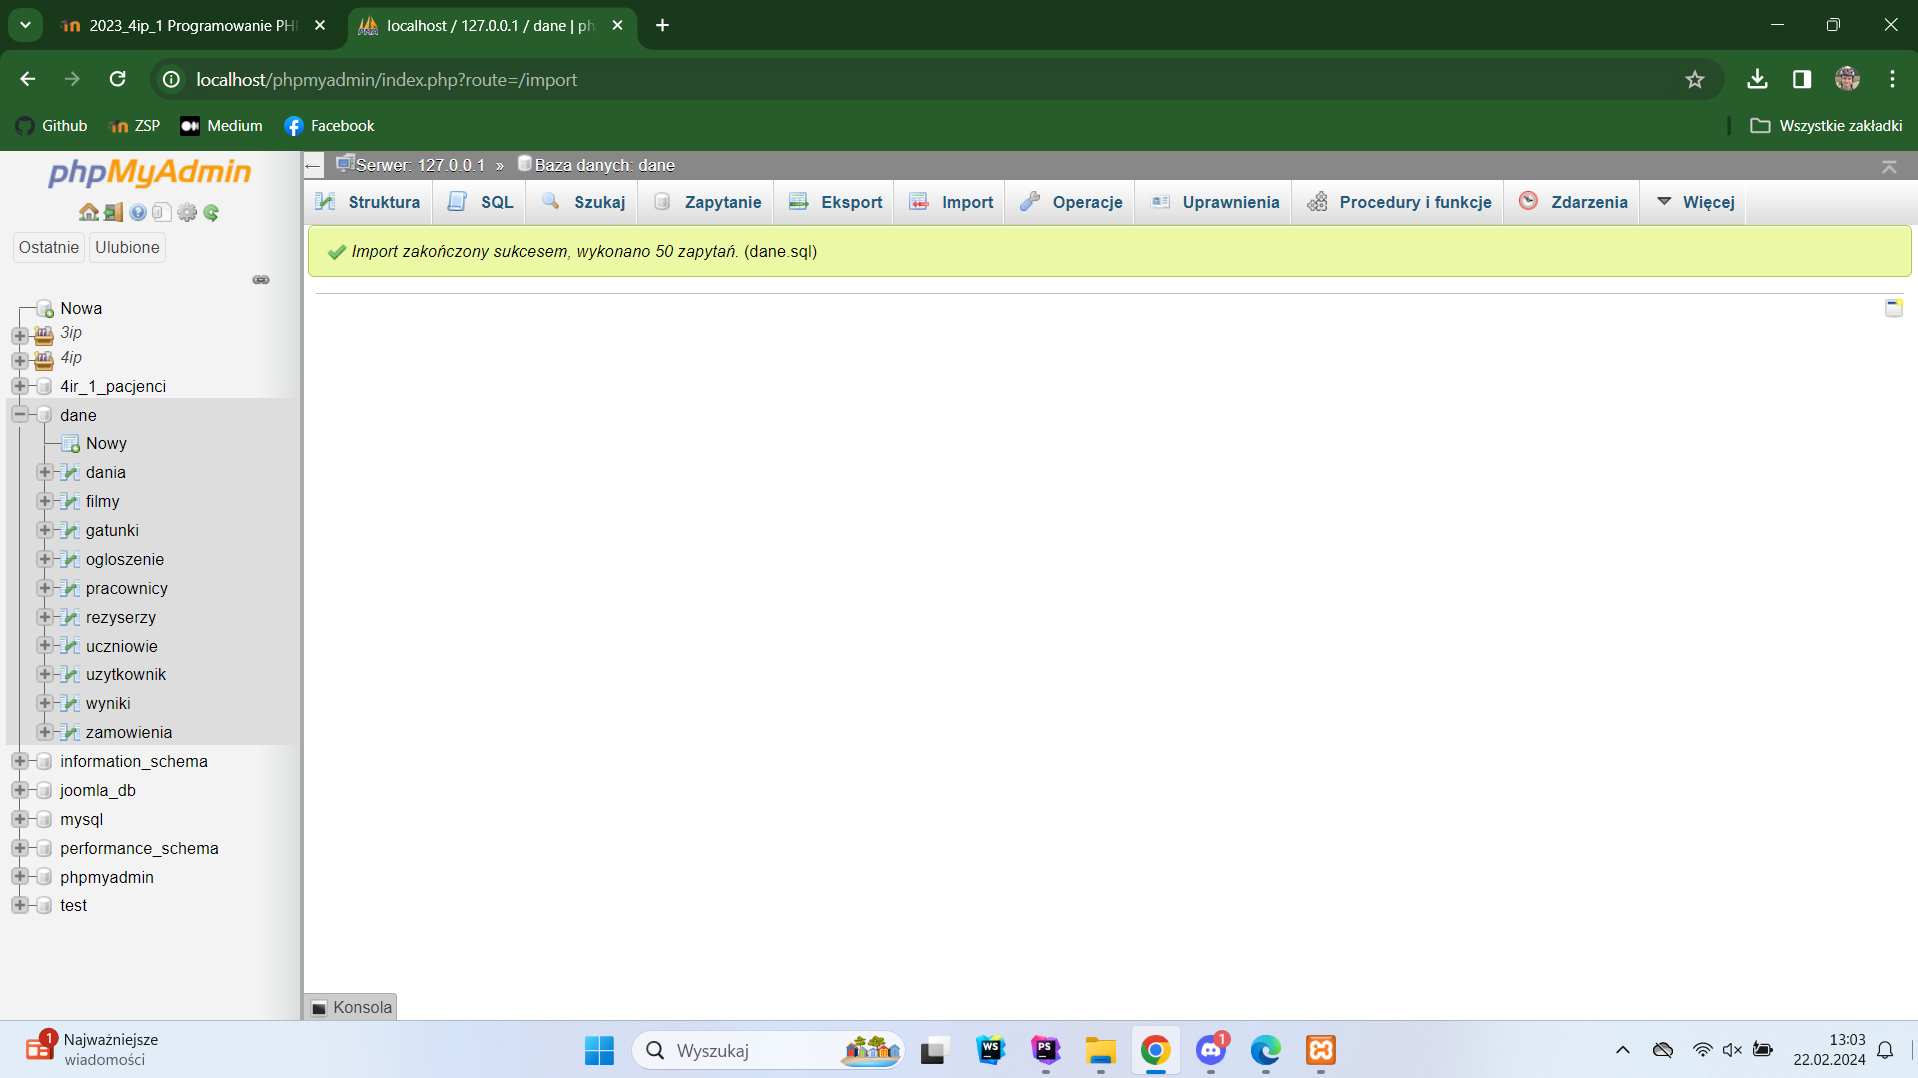 2023_4ip_1 Programowanie PH
localhost / 127.0.0.1 / dane | ph
localhost/phpmyadmin/index.php?route=/import
Github
ZSP
Medium
Facebook
Wszystkie zakładki
phpMyAdmin
Serwer: 127.0.0.1 » Baza danych: dane
Struktura
SQL
Szukaj
Zapytanie
Eksport
Import
Operacje
Uprawnienia
Procedury i funkcje
Zdarzenia
Więcej
Ostatnie
Ulubione
Import zakończony sukcesem, wykonano 50 zapytań. (dane.sql)
Nowa
3ip
4ip
4ir_1_pacjenci
dane
Nowy
dania
filmy
gatunki
ogloszenie
pracownicy
rezyserzy
uczniowie
uzytkownik
wyniki
zamowienia
information_schema
joomla_db
mysql
performance_schema
phpmyadmin
test
Konsola
1
Najważniejsze
wiadomości
Wyszukaj
WS
PS
1
13:03
22.02.2024